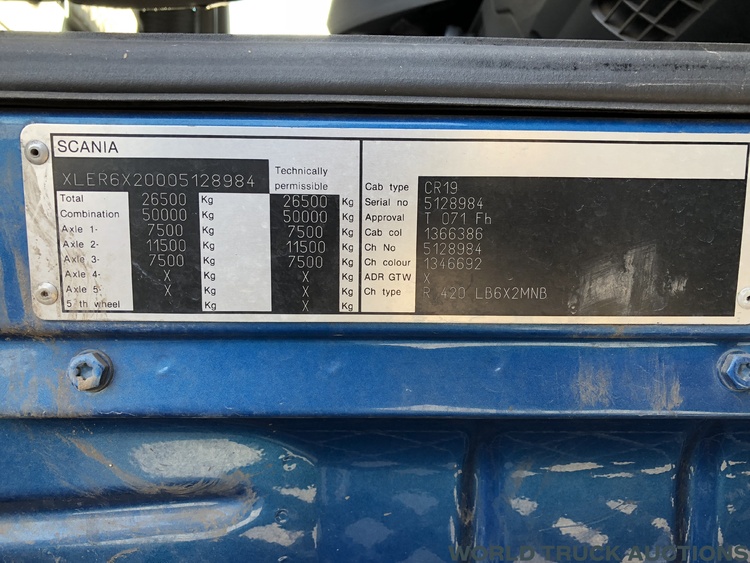 SCANIA
XLER6X20005128984 Technically permissible
Total 26500 Kg 26500 Kg
Combination 50000 Kg 50000 Kg
Axle 1- 7500 Kg 7500 Kg
Axle 2- 11500 Kg 11500 Kg
Axle 3- 7500 Kg 7500 Kg
Axle 4- X Kg X Kg
Axle 5- X Kg X Kg
5 th wheel Kg X Kg
Cab type CR19
Serial no 5128984
Approval T 071 Fh
Cab col 1366386
Ch No 5128984
Ch colour 1346692
ADR GTW X
Ch type R 420 LB6X2MNB
WORLD TRUCK AUCTIONS